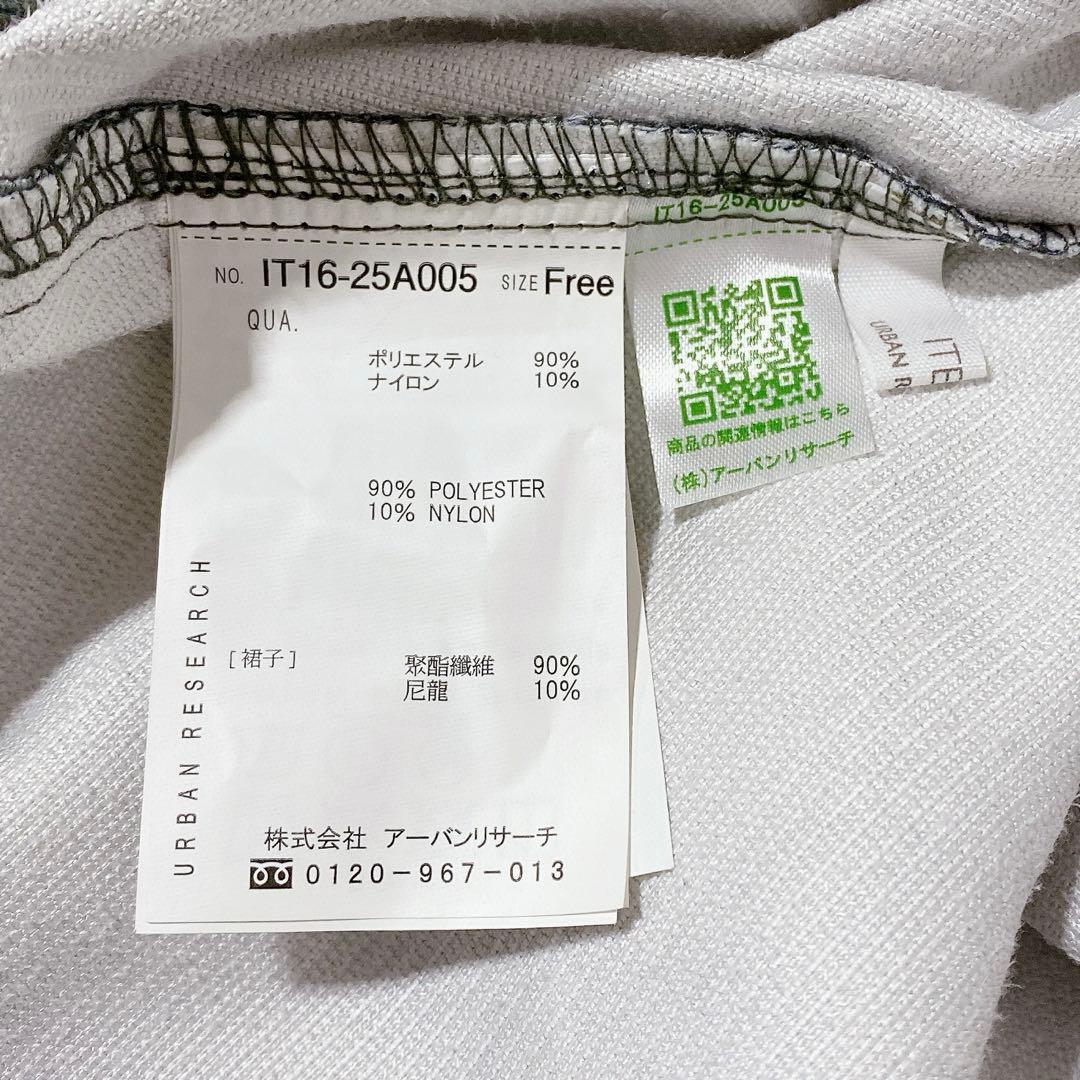 NO. IT16-25A005 SIZE Free
QUA.
ポリエステル 90%
ナイロン 10%
90% POLYESTER
10% NYLON
URBAN RESEARCH
[裙子] 聚酯纖維 90%
尼龍 10%
株式会社 アーバンリサーチ
0120-967-013
IT16-25A005
商品の関連情報はこちら
(株)アーバンリサーチ
ITE
URBAN R